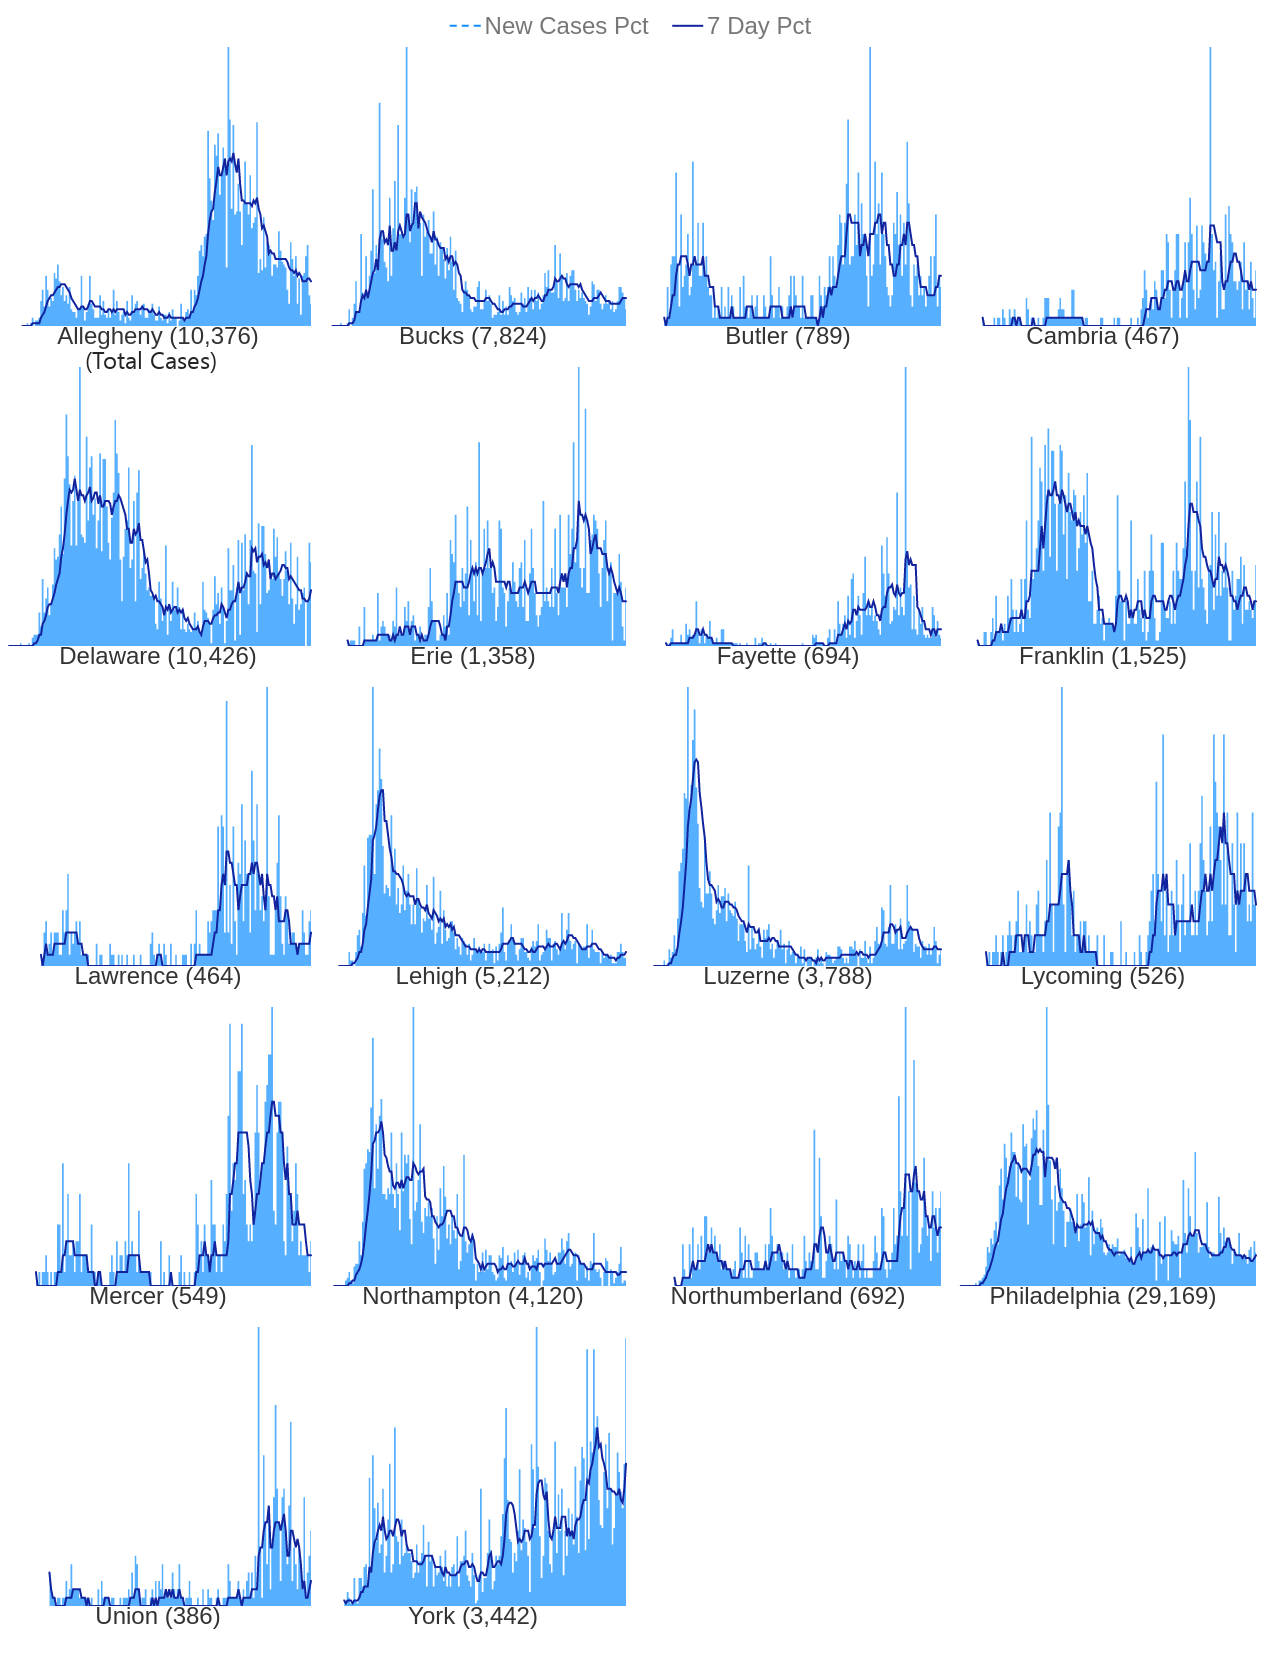 New Cases Pct 7 Day Pct
Allegheny (10,376) Bucks (7,824) Butler (789) Cambria (467)
(Total Cases)
Delaware (10,426) Erie (1,358) Fayette (694) Franklin (1,525)
Lawrence (464) Lehigh (5,212) Luzerne (3,788) Lycoming (526)
Mercer (549) Northampton (4,120) Northumberland (692) Philadelphia (29,169)
Union (386) York (3,442)